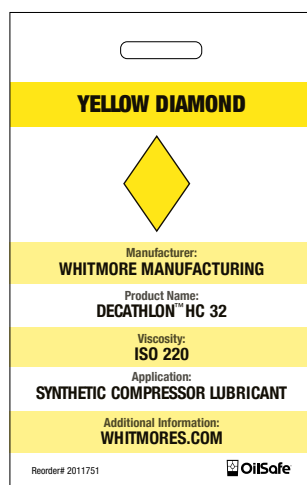 YELLOW DIAMOND
Manufacturer:
WHITMORE MANUFACTURING
Product Name:
DECATHLON™ HC 32
Viscosity:
ISO 220
Application:
SYNTHETIC COMPRESSOR LUBRICANT
Additional Information:
WHITMORES.COM
Reorder# 2011751 OilSafe®